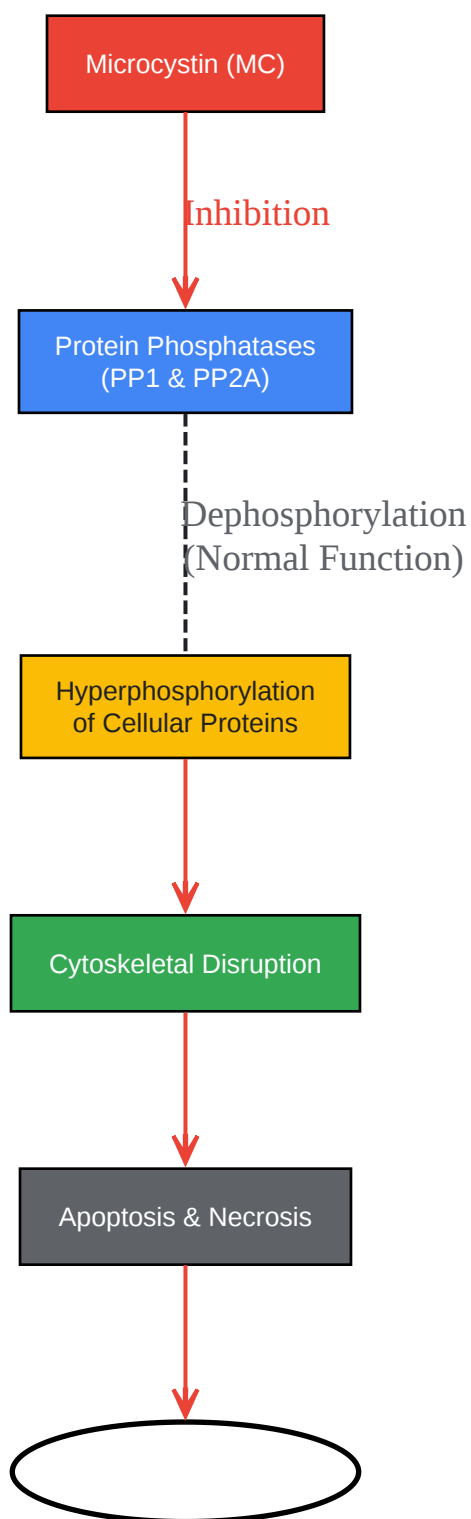 Microcystin (MC)
Inhibition
Protein Phosphatases
(PP1 & PP2A)
Dephosphorylation
(Normal Function)
Hyperphosphorylation
of Cellular Proteins
Cytoskeletal Disruption
Apoptosis & Necrosis